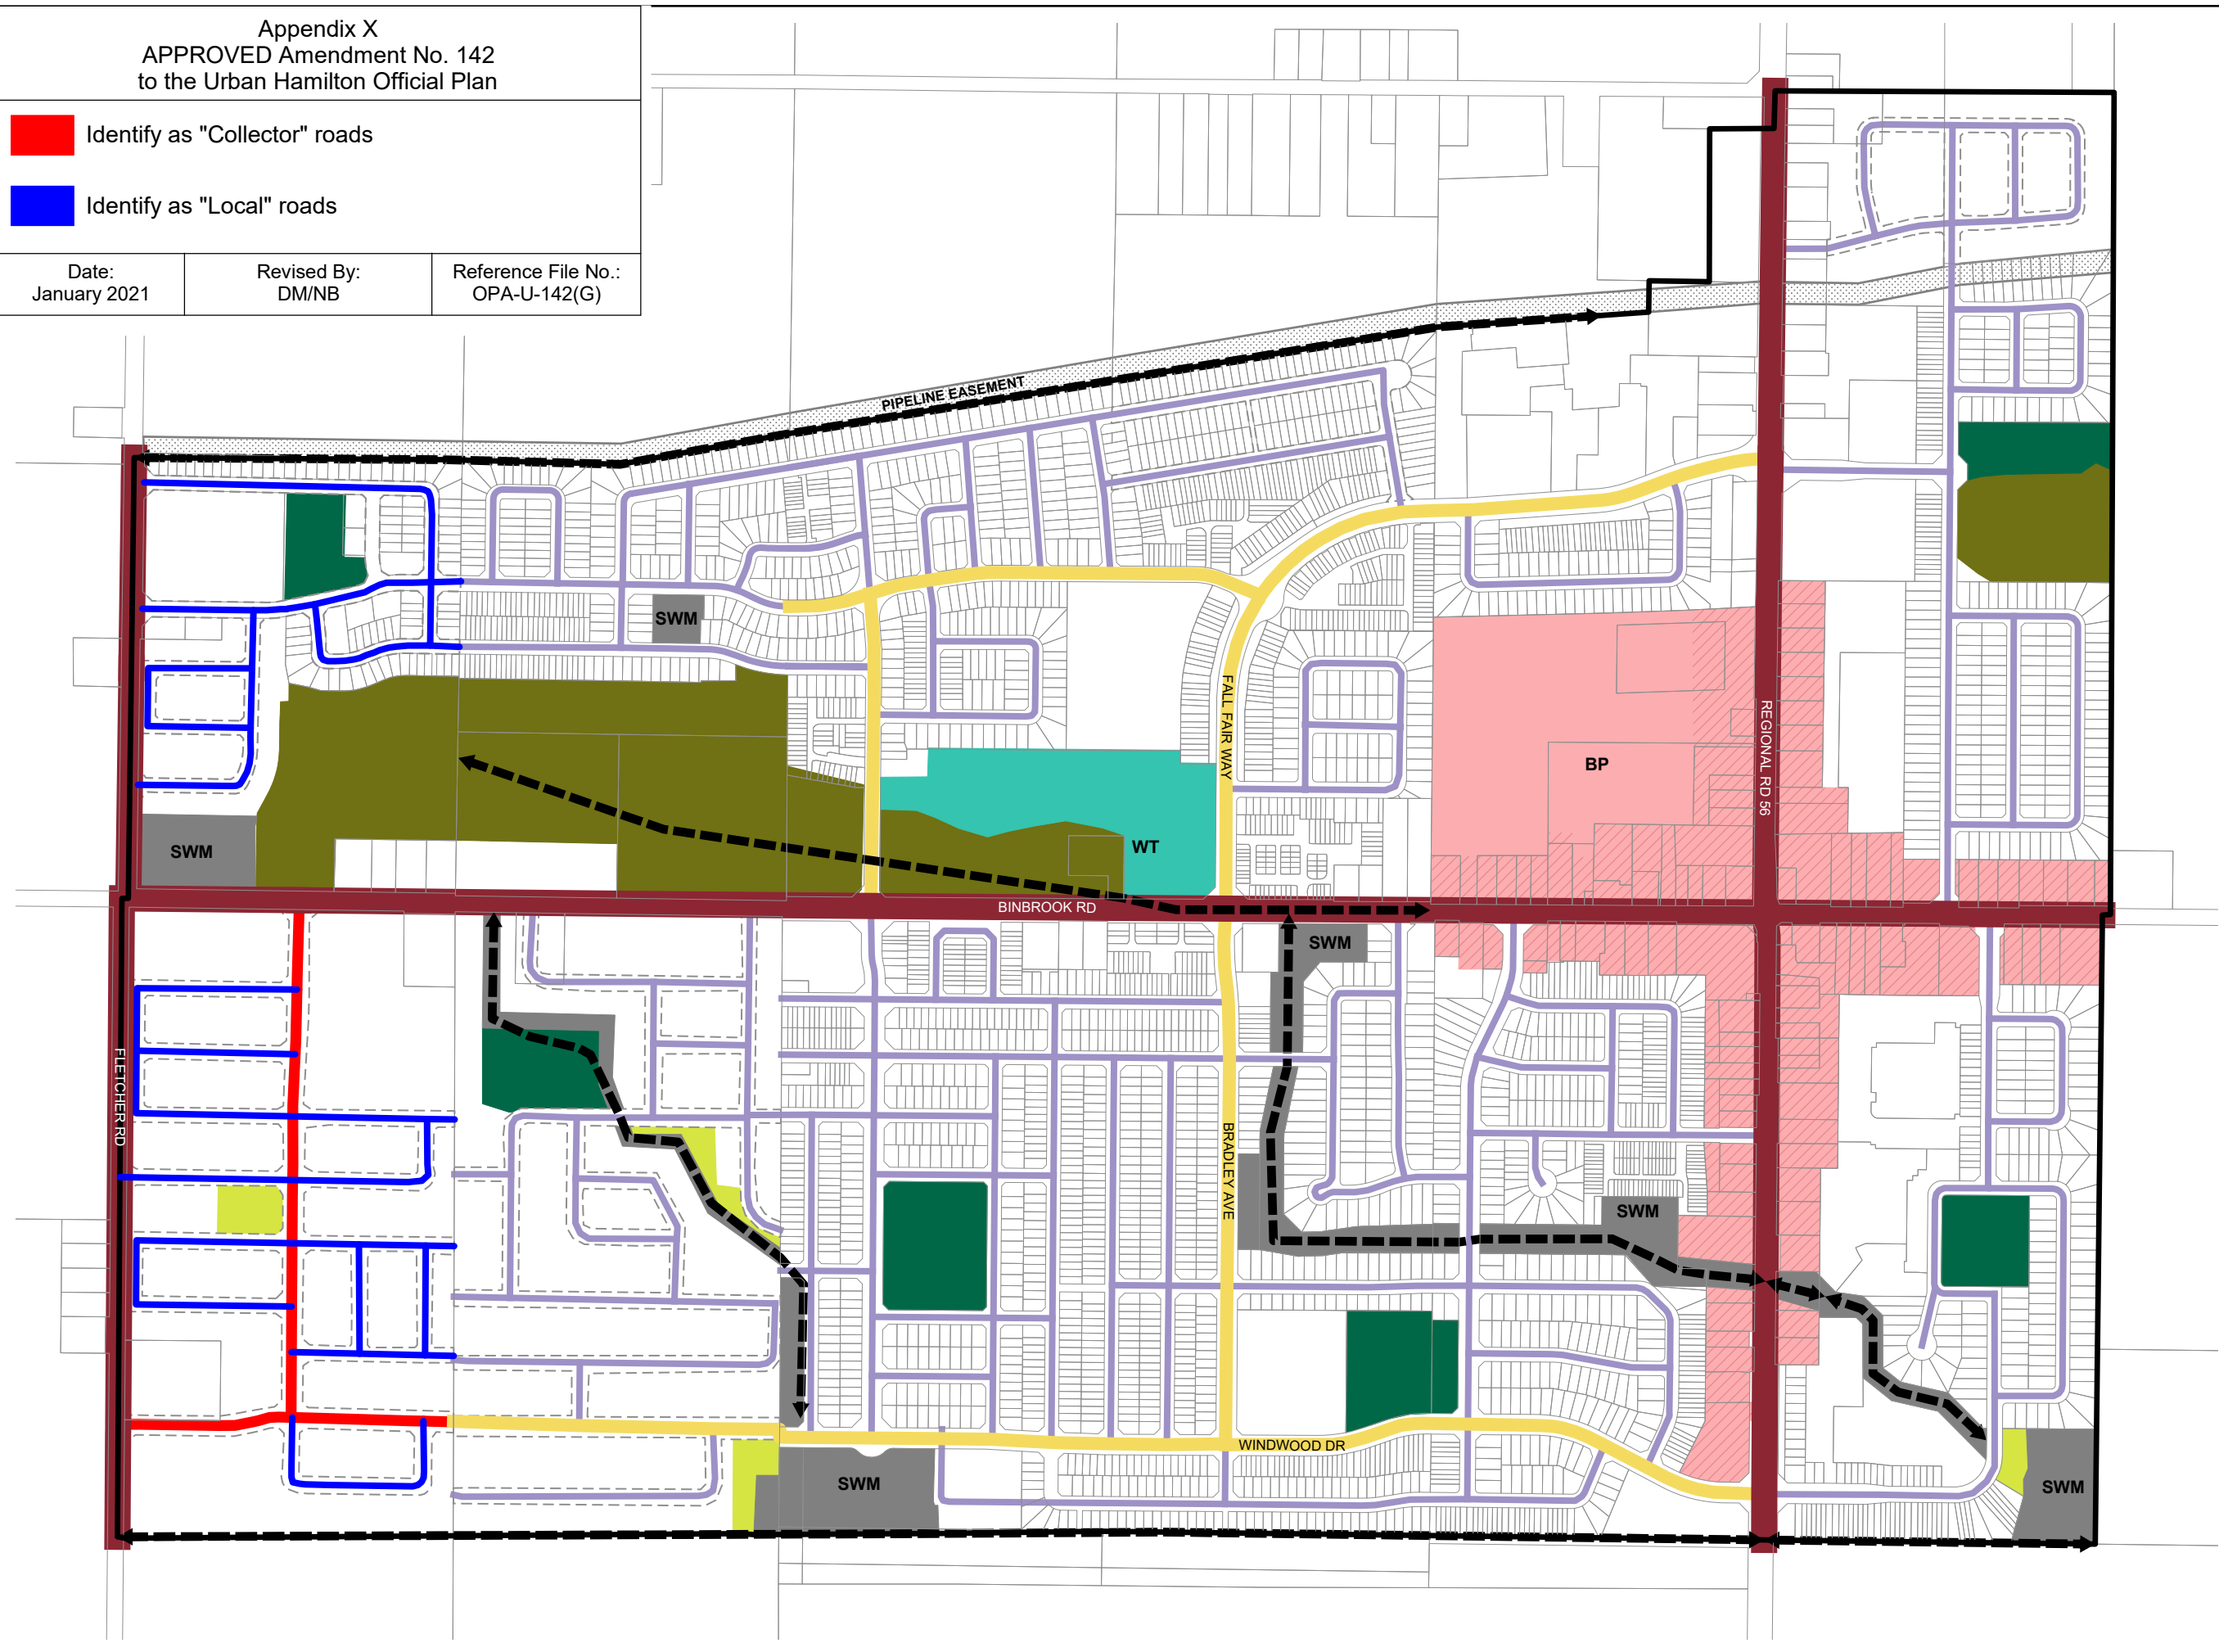 Appendix X
APPROVED Amendment No. 142
to the Urban Hamilton Official Plan
Identify as "Collector" roads
Identify as "Local" roads
Date:
January 2021
Revised By:
DM/NB
Reference File No.:
OPA-U-142(G)
PIPELINE EASEMENT
SWM
FALL FAIR WAY
REGIONAL RD 56
BP
WT
SWM
BINBROOK RD
SWM
FLETCHER RD
BRADLEY AVE
SWM
WINDWOOD DR
SWM
SWM